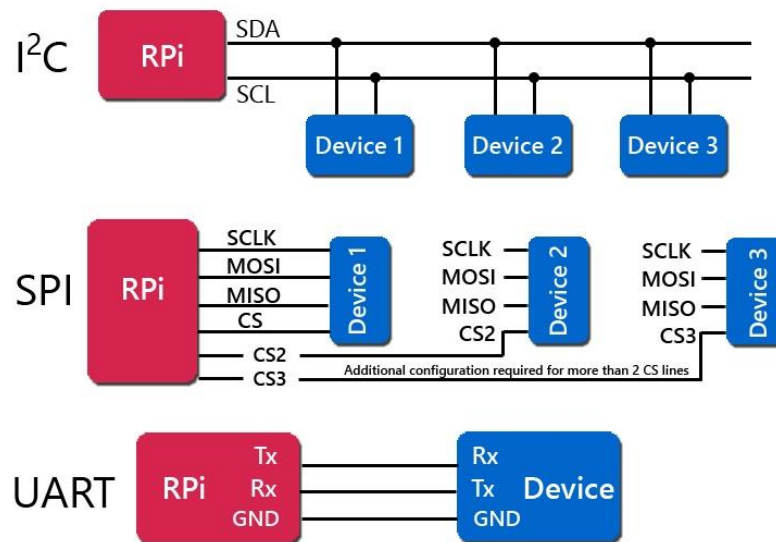 I²C
RPi
SDA
SCL
Device 1
Device 2
Device 3
SPI
RPi
SCLK
MOSI
MISO
CS
CS2
CS3
Device 1
SCLK
MOSI
MISO
CS2
Device 2
SCLK
MOSI
MISO
CS3
Device 3
Additional configuration required for more than 2 CS lines
UART
RPi
Tx
Rx
GND
Rx
Tx
GND
Device